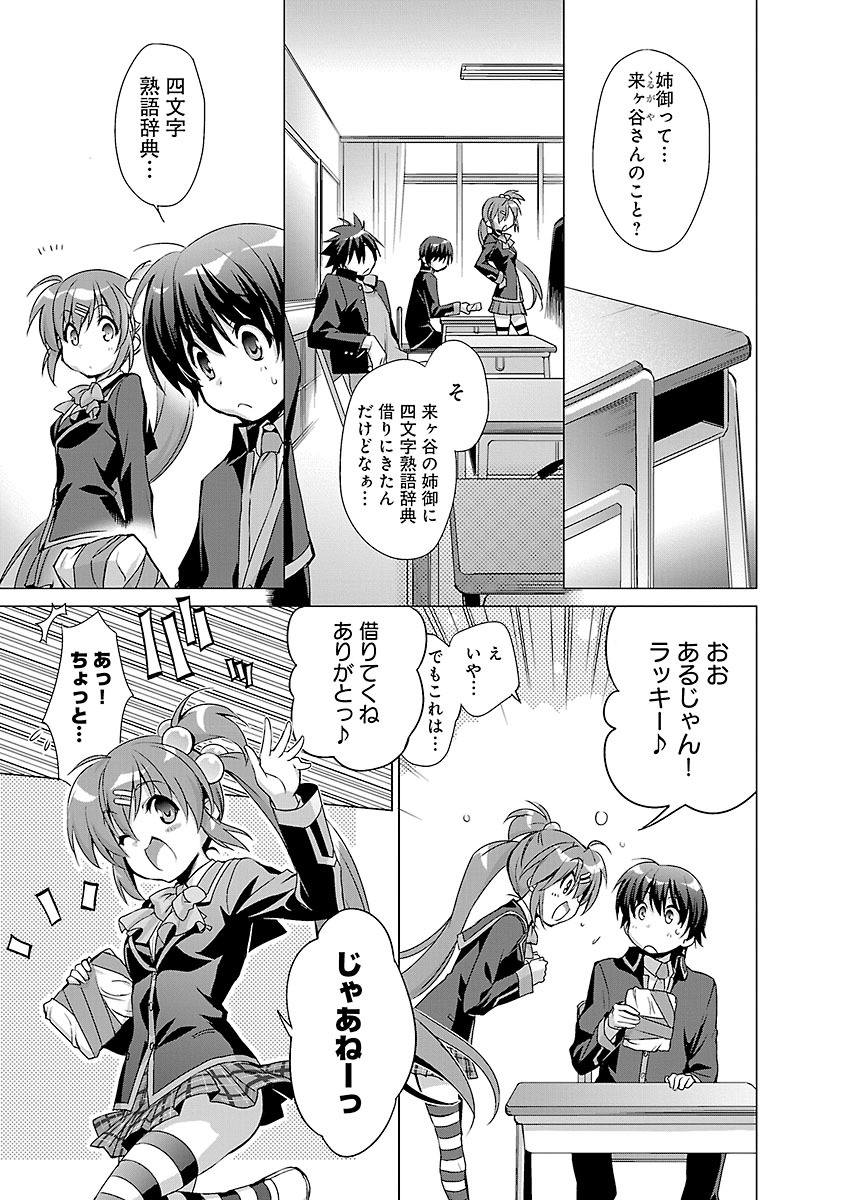 姉御って…
来ヶ谷さんのこと？
くるがや
そ
来ヶ谷の姉御に
四文字熟語辞典
借りにきたん
だけどなぁ…
四文字
熟語辞典…
おお
あるじゃん！
ラッキー♪
え
いや…
でもこれは…
借りてくね
ありがとっ♪
あっ！
ちょっと…
じゃあねーっ